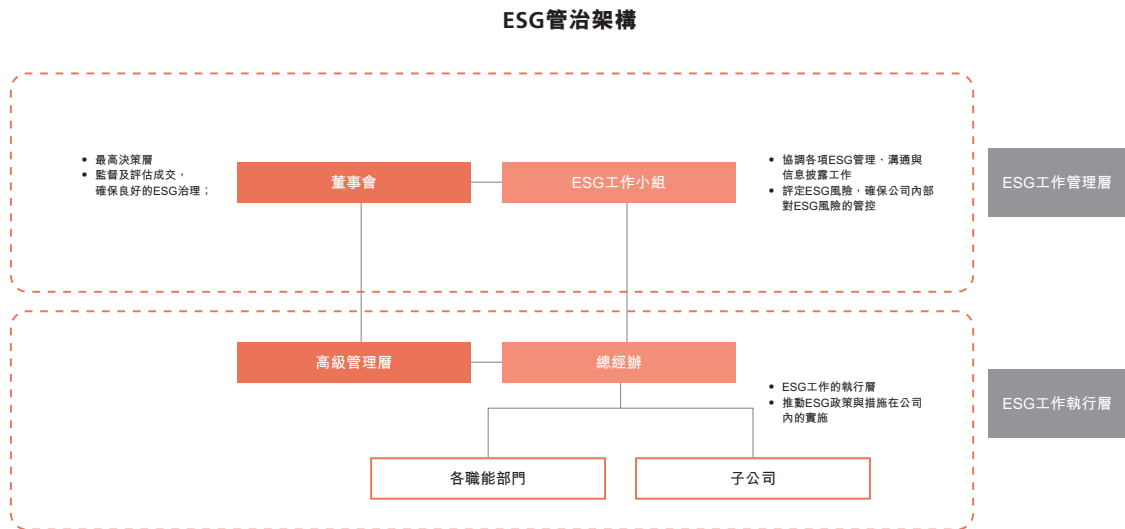 ESG管治架構
• 最高決策層
• 監督及評估成交，
確保良好的ESG治理；
董事會
ESG工作小組
• 協調各項ESG管理、溝通與
信息披露工作
• 評定ESG風險，確保公司內部
對ESG風險的管控
ESG工作管理層
高級管理層
總經辦
• ESG工作的執行層
• 推動ESG政策與措施在公司
內的實施
ESG工作執行層
各職能部門
子公司